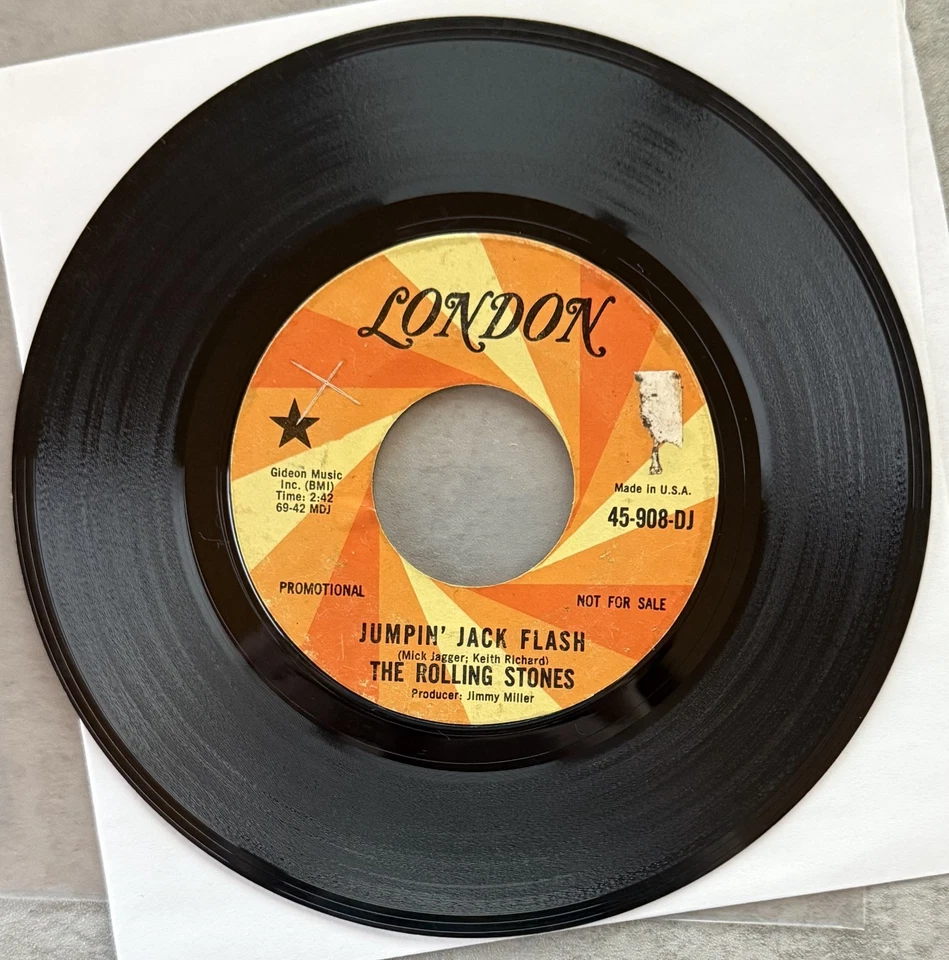 LONDON
Gideon Music
Inc. (BMI)
Time: 2:42
69-42 MDJ
Made in U.S.A.
45-908-DJ
PROMOTIONAL
NOT FOR SALE
JUMPIN' JACK FLASH
(Mick Jagger; Keith Richard)
THE ROLLING STONES
Producer: Jimmy Miller